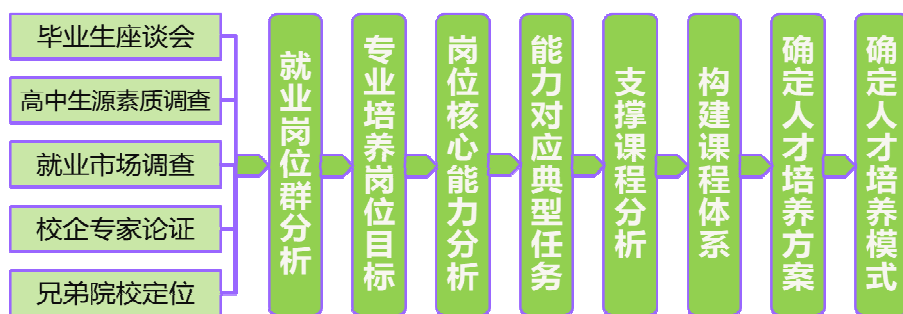 毕业生座谈会
高中生源素质调查
就业市场调查
校企专家论证
兄弟院校定位
就业岗位群分析
专业培养岗位目标
岗位核心能力分析
能力对应典型任务
支撑课程分析
构建课程体系
确定人才培养方案
确定人才培养模式